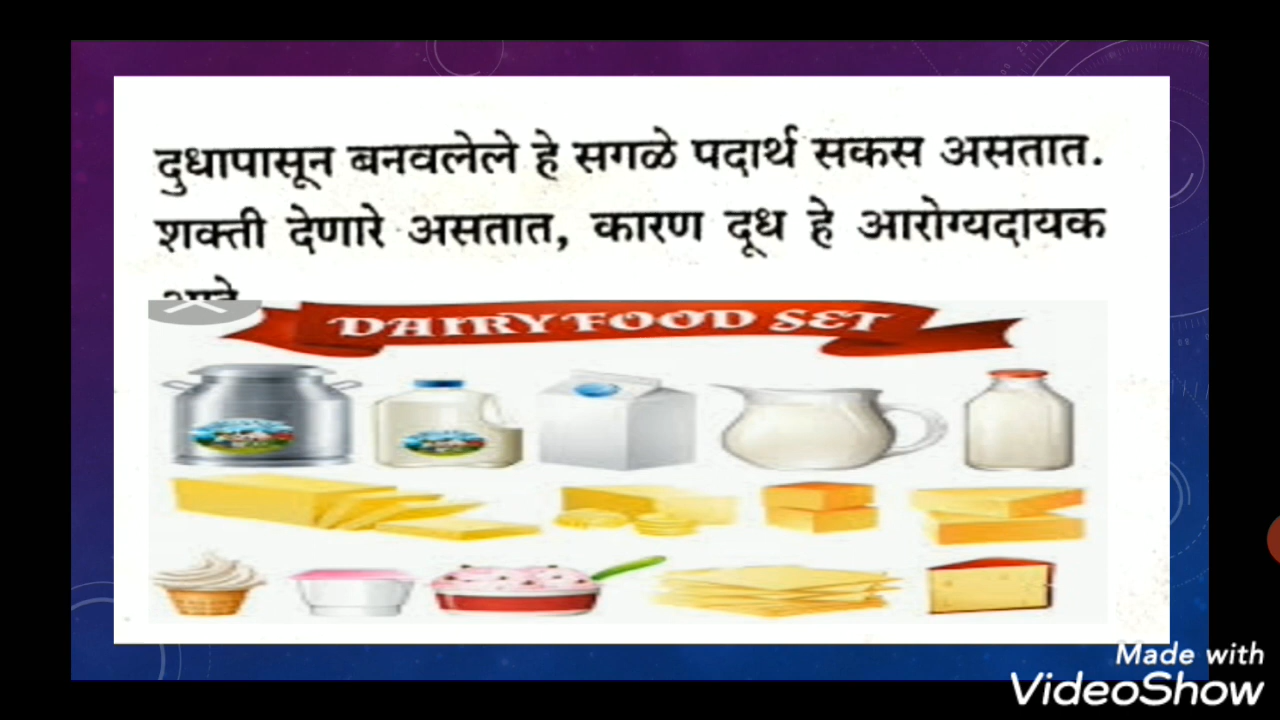 दुधापासून बनवलेले हे सगळे पदार्थ सकस असतात.
शक्ती देणारे असतात, कारण दूध हे आरोग्यदायक
DAIRY FOOD SET
Made with
VideoShow